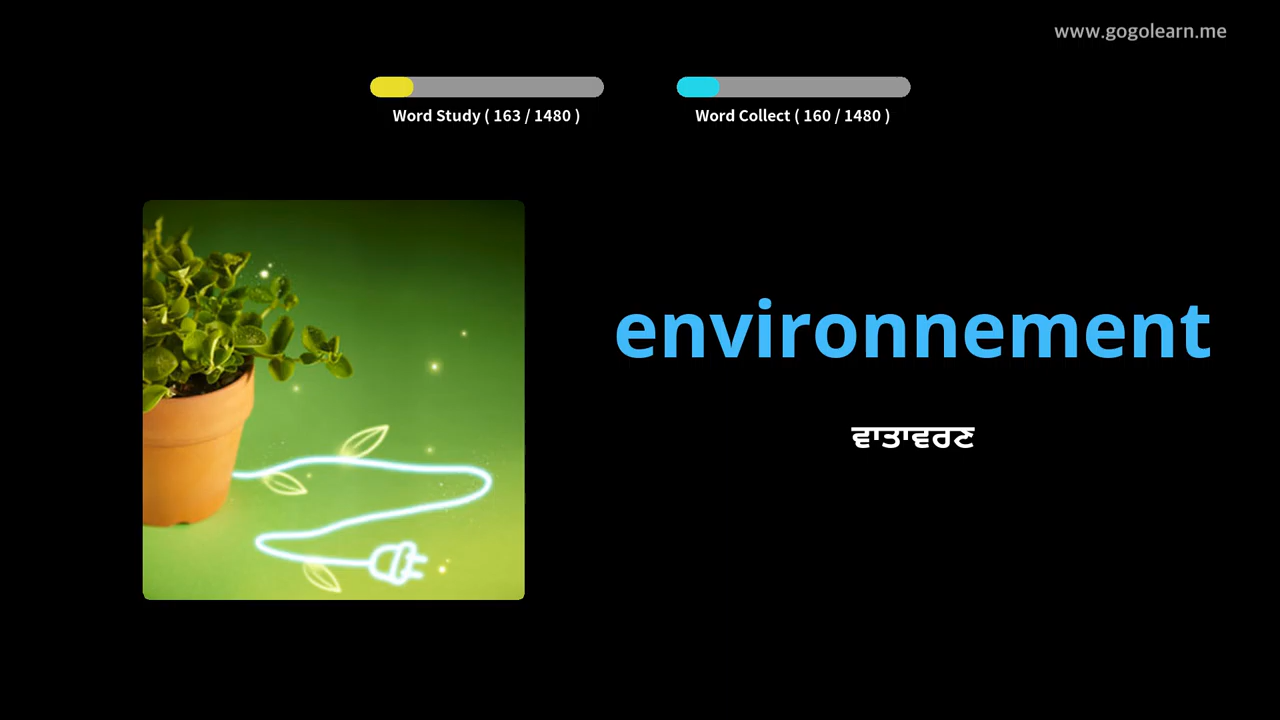 www.gogolearn.me
Word Study ( 163 / 1480 )
Word Collect ( 160 / 1480 )
environnement
ਵਾਤਾਵਰਣ